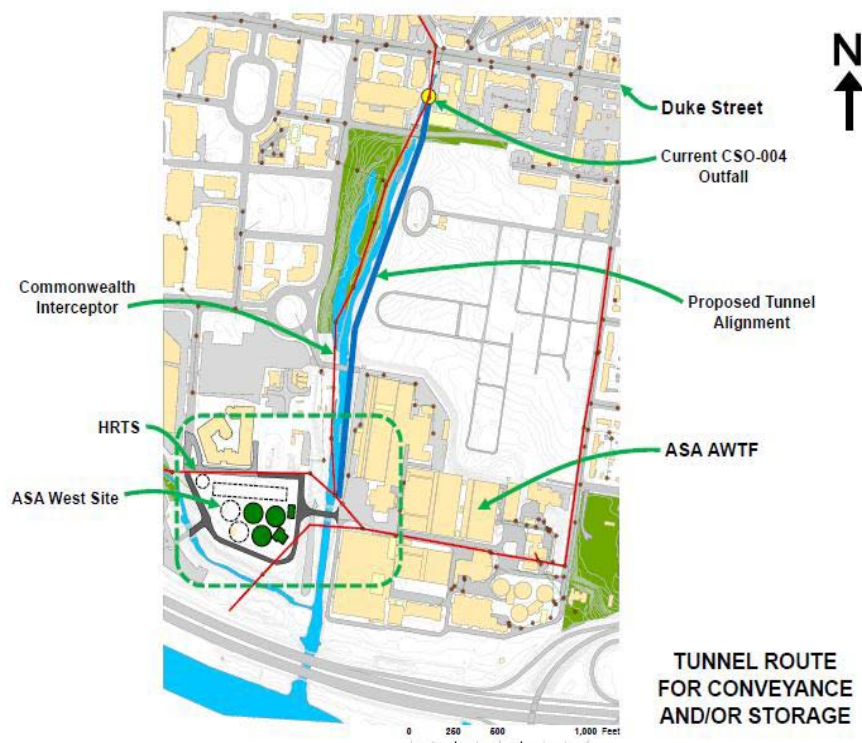 N
Duke Street
Current CSO-004
Outfall
Commonwealth
Interceptor
Proposed Tunnel
Alignment
HRTS
ASA AWTF
ASA West Site
TUNNEL ROUTE
FOR CONVEYANCE
AND/OR STORAGE
0 250 500 1,000 Feet